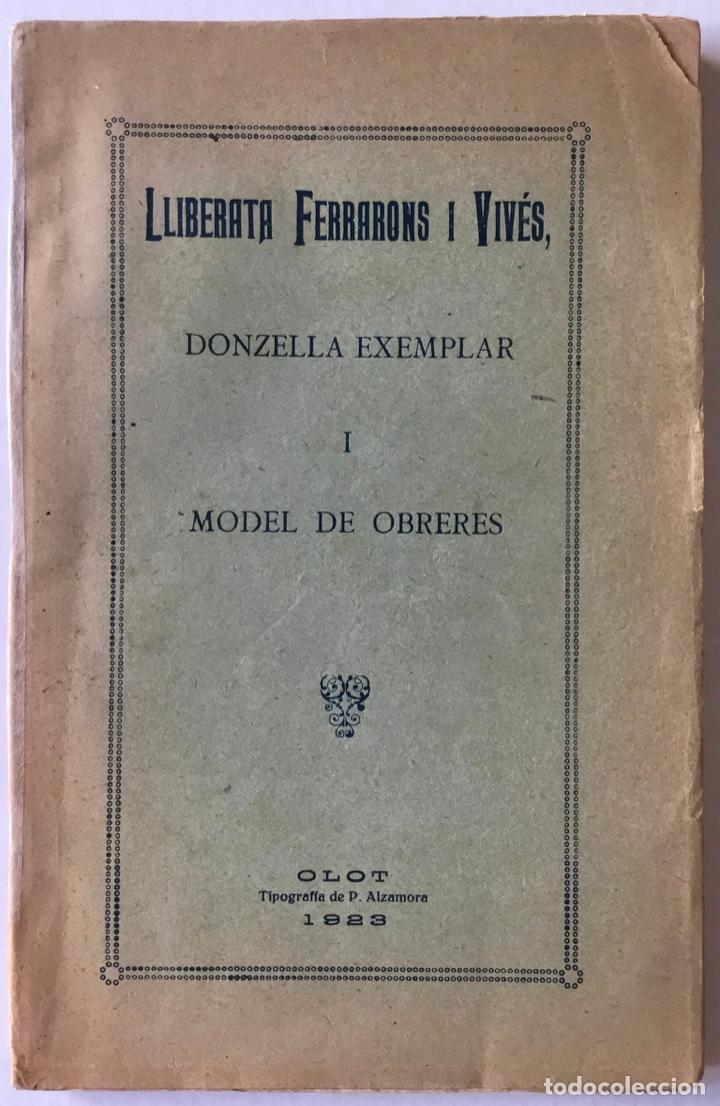 LLIBERATA FERRARONS I VIVÉS,
DONZELLA EXEMPLAR
I
MODEL DE OBRERES
OLOT
Tipografía de P. Alzamora
1923
todocoleccion